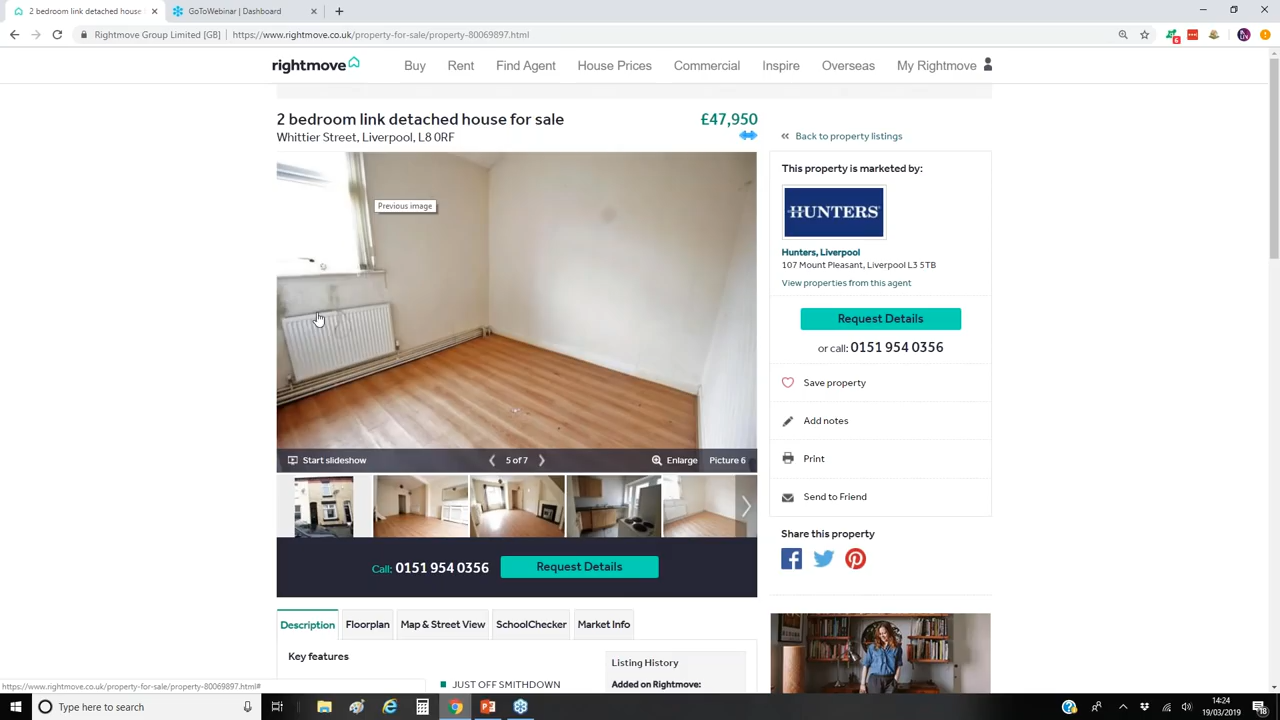 2 bedroom link detached house
GoToWebinar | Dashboard
Rightmove Group Limited [GB] | https://www.rightmove.co.uk/property-for-sale/property-80069897.html
6
rightmove
Buy Rent Find Agent House Prices Commercial Inspire Overseas My Rightmove
2 bedroom link detached house for sale £47,950
Whittier Street, Liverpool, L8 0RF
Previous image
Start slideshow 5 of 7 Enlarge Picture 6
Call: 0151 954 0356 Request Details
Description Floorplan Map & Street View SchoolChecker Market Info
Key features
JUST OFF SMITHDOWN
Listing History
Added on Rightmove:
« Back to property listings
This property is marketed by:
HUNTERS
Hunters, Liverpool
107 Mount Pleasant, Liverpool L3 5TB
View properties from this agent
Request Details
or call: 0151 954 0356
Save property
Add notes
Print
Send to Friend
Share this property
https://www.rightmove.co.uk/property-for-sale/property-80069897.html#
Type here to search
14:24
19/03/2019
18